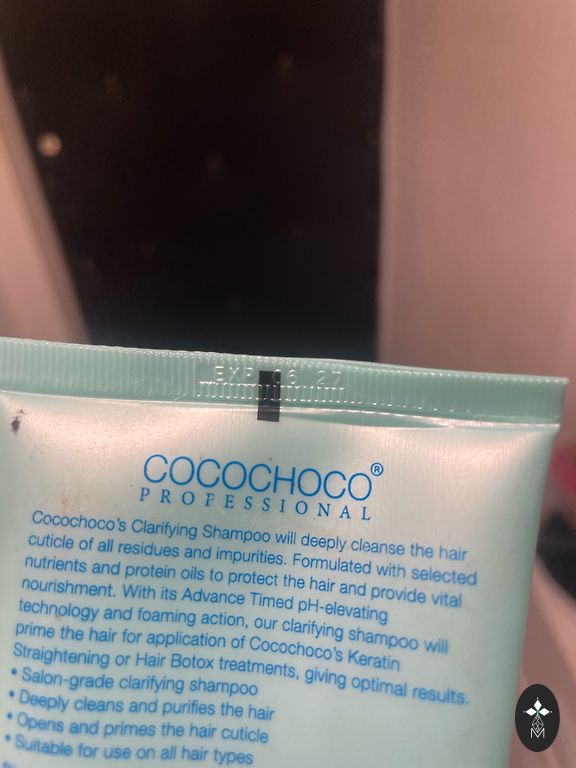 EXP 06 27
COCOCHOCO®
PROFESSIONAL
Cocochoco's Clarifying Shampoo will deeply cleanse the hair
cuticle of all residues and impurities. Formulated with selected
nutrients and protein oils to protect the hair and provide vital
nourishment. With its Advance Timed pH-elevating
technology and foaming action, our clarifying shampoo will
prime the hair for application of Cocochoco's Keratin
Straightening or Hair Botox treatments, giving optimal results.
• Salon-grade clarifying shampoo
• Deeply cleans and purifies the hair
• Opens and primes the hair cuticle
• Suitable for use on all hair types
M